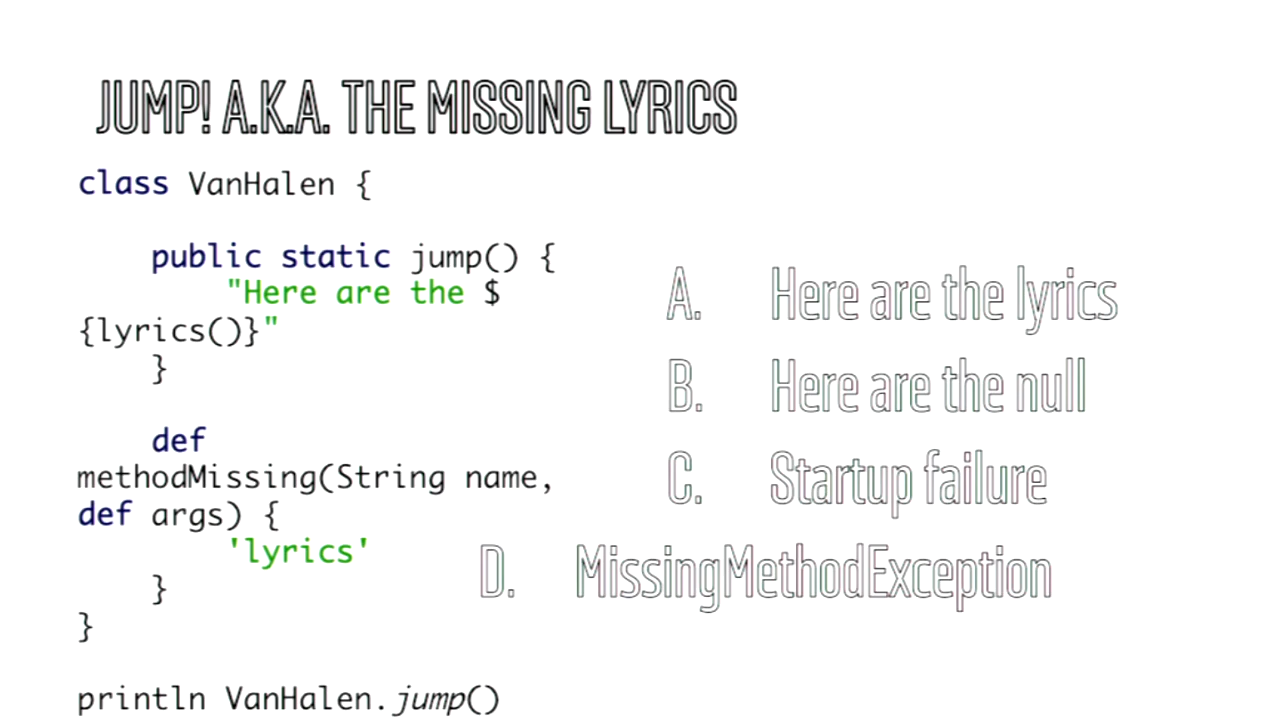 JUMP! A.K.A. THE MISSING LYRICS
class VanHalen {
public static jump() {
"Here are the $
{lyrics()}"
}
def
methodMissing(String name,
def args) {
'lyrics'
}
}
println VanHalen.jump()
A. Here are the lyrics
B. Here are the null
C. Startup failure
D. MissingMethodException